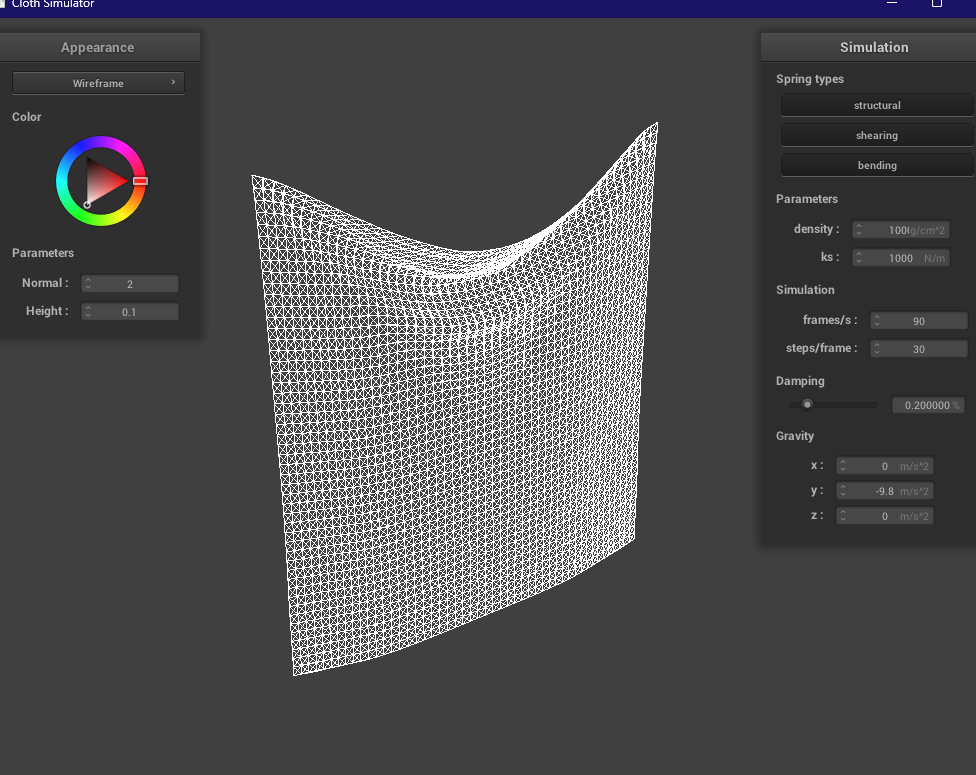 Cloth Simulator
Appearance
Wireframe
Color
Parameters
Normal : 2
Height : 0.1
Simulation
Spring types
structural
shearing
bending
Parameters
density : 100 g/cm^2
ks : 1000 N/m
Simulation
frames/s : 90
steps/frame : 30
Damping
0.200000 %
Gravity
x : 0 m/s^2
y : -9.8 m/s^2
z : 0 m/s^2